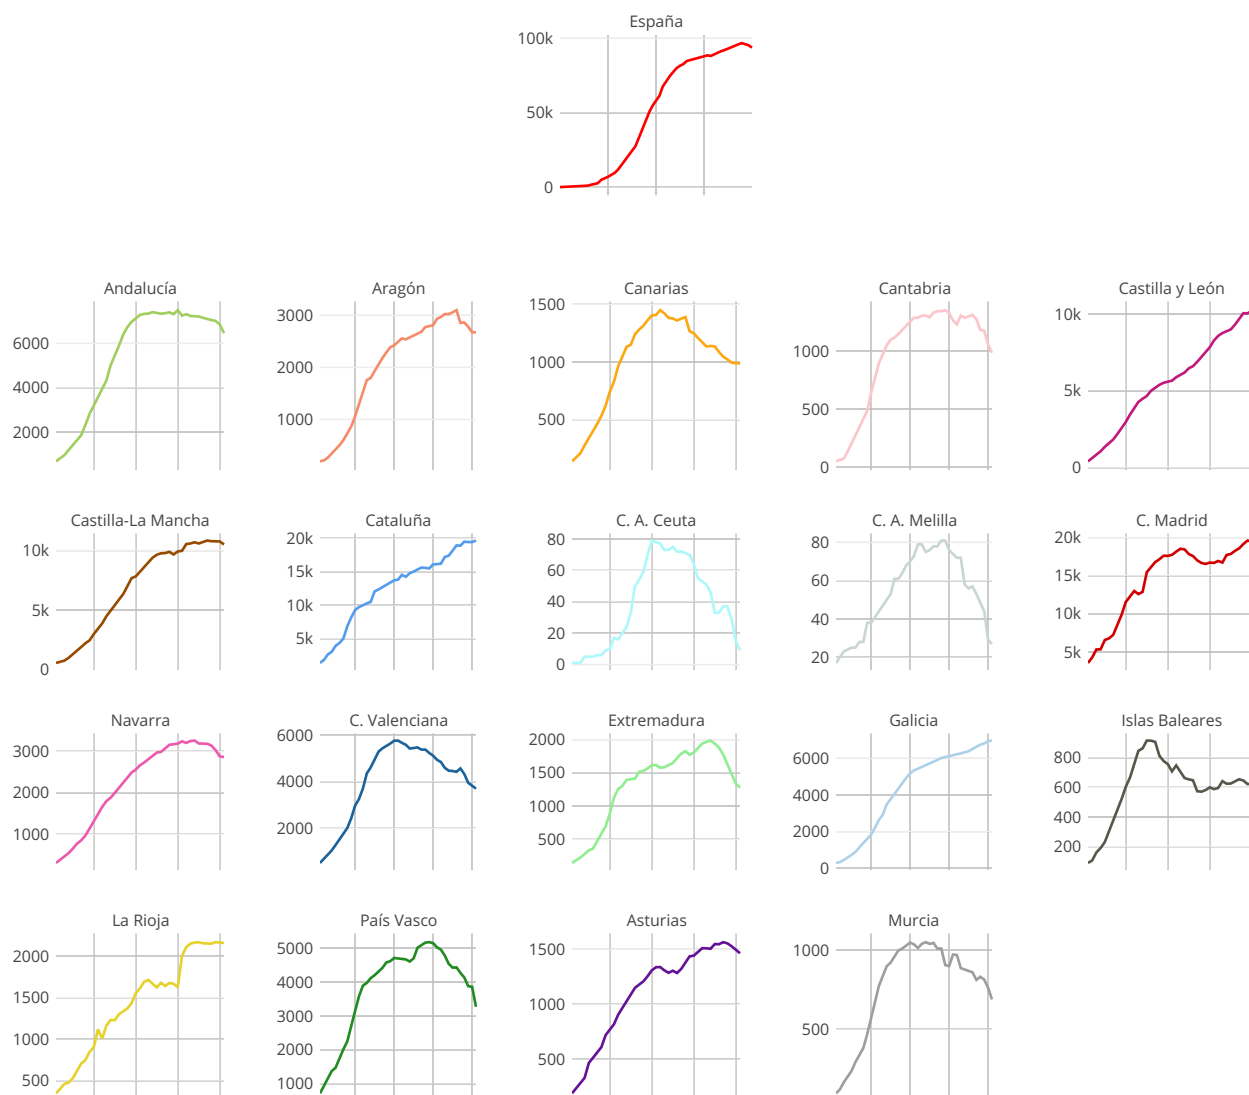 España
100k
50k
0
Andalucía
Aragón
Canarias
Cantabria
Castilla y León
6000
4000
2000
3000
2000
1000
1500
1000
500
1000
500
0
10k
5k
0
Castilla-La Mancha
Cataluña
C. A. Ceuta
C. A. Melilla
C. Madrid
10k
5k
0
20k
15k
10k
5k
80
60
40
20
0
80
60
40
20
20k
15k
10k
5k
Navarra
C. Valenciana
Extremadura
Galicia
Islas Baleares
3000
2000
1000
6000
4000
2000
2000
1500
1000
500
6000
4000
2000
0
800
600
400
200
La Rioja
País Vasco
Asturias
Murcia
2000
1500
1000
500
5000
4000
3000
2000
1000
1500
1000
500
1000
500